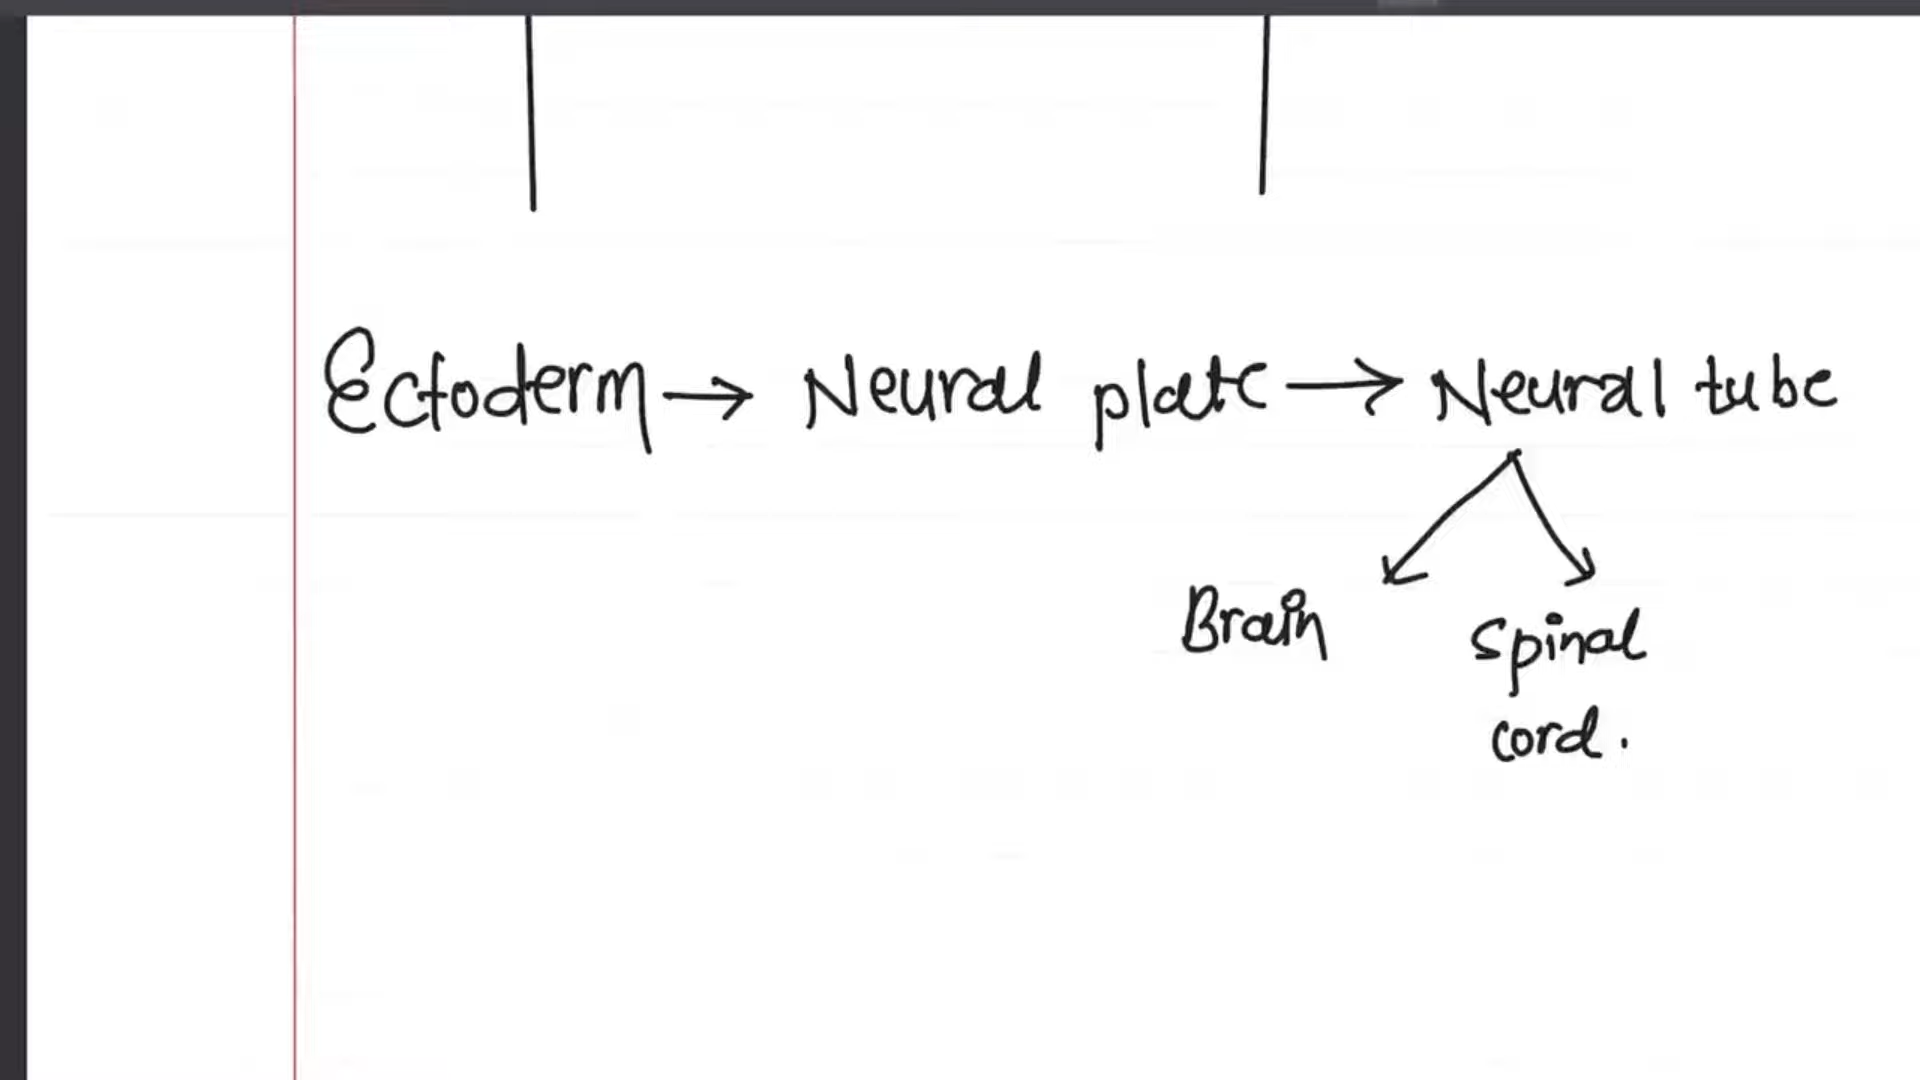 Ectoderm → Neural plate → Neural tube
Brain
Spinal
cord.